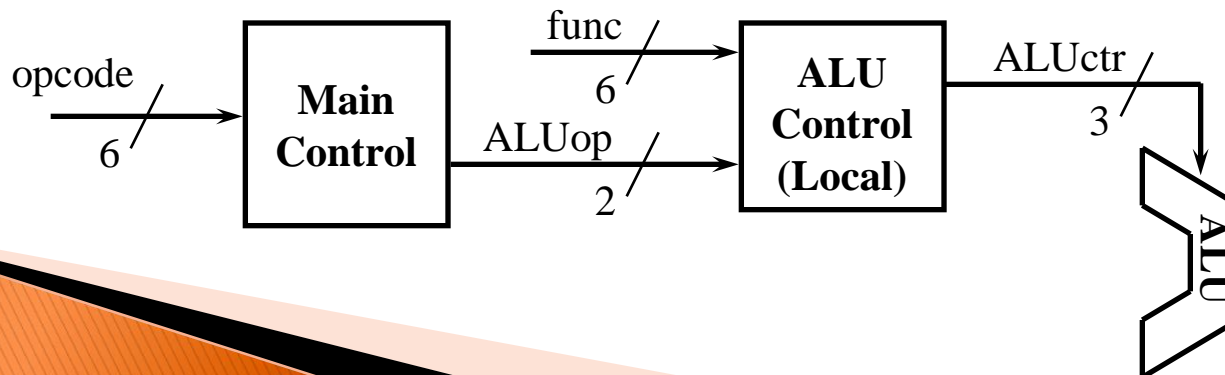 opcode
6
Main
Control
ALUop
2
func
6
ALU
Control
(Local)
ALUctr
3
ALU